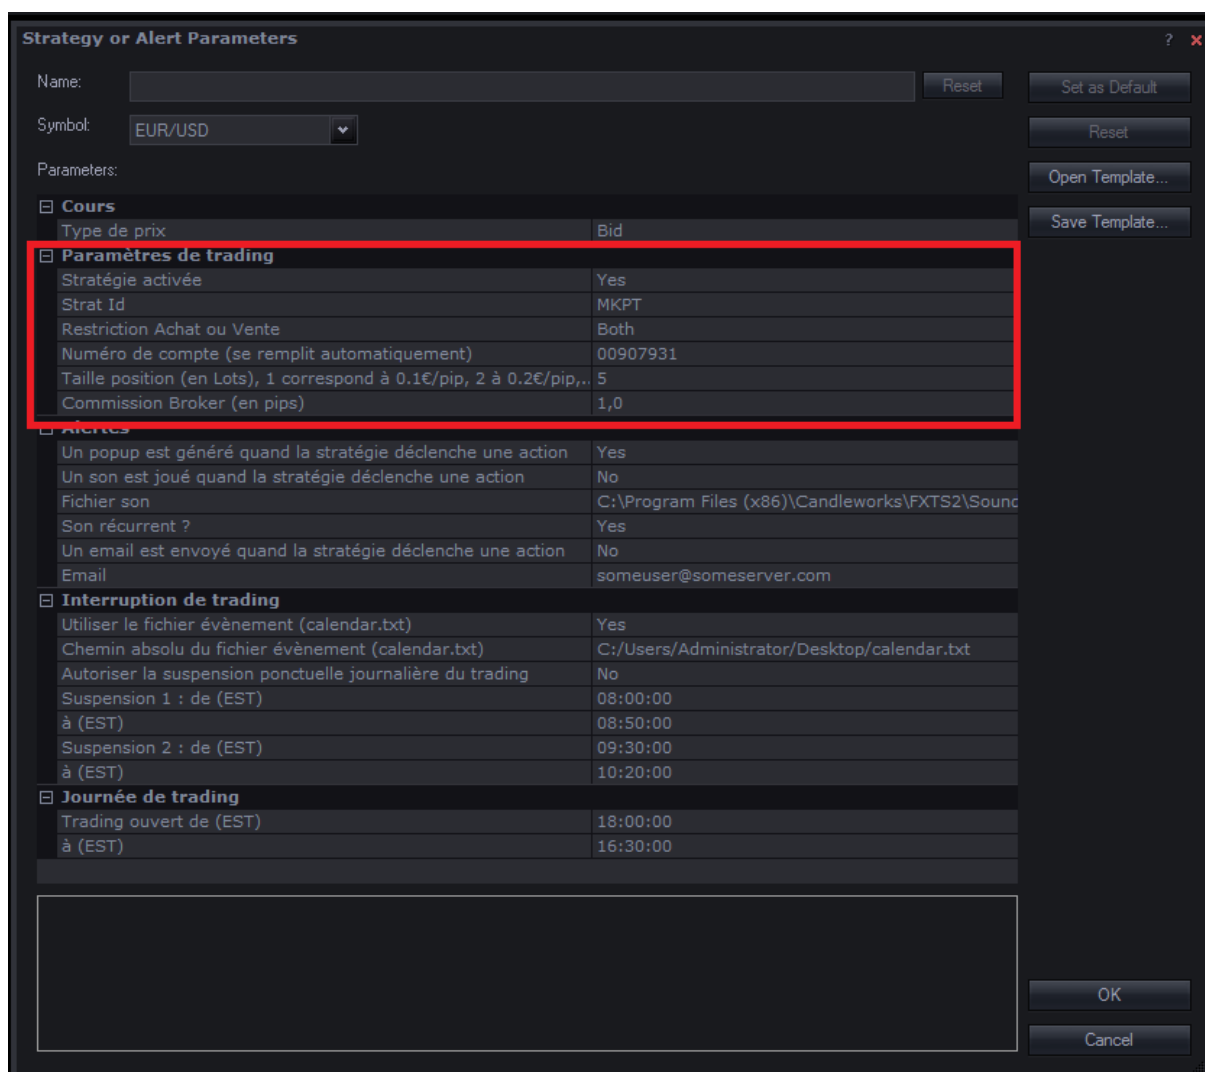 Strategy or Alert Parameters ? x
Name: Reset Set as Default
Symbol: EUR/USD Reset
Parameters: Open Template...
Cours
Type de prix Bid Save Template...
Paramètres de trading
Stratégie activée Yes
Strat Id MKPT
Restriction Achat ou Vente Both
Numéro de compte (se remplit automatiquement) 00907931
Taille position (en Lots), 1 correspond à 0.1€/pip, 2 à 0.2€/pip,.. 5
Commission Broker (en pips) 1,0
Alertes
Un popup est généré quand la stratégie déclenche une action Yes
Un son est joué quand la stratégie déclenche une action No
Fichier son C:\Program Files (x86)\Candleworks\FXTS2\Sound
Son récurrent ? Yes
Un email est envoyé quand la stratégie déclenche une action No
Email someuser@someserver.com
Interruption de trading
Utiliser le fichier évènement (calendar.txt) Yes
Chemin absolu du fichier évènement (calendar.txt) C:/Users/Administrator/Desktop/calendar.txt
Autoriser la suspension ponctuelle journalière du trading No
Suspension 1 : de (EST) 08:00:00
à (EST) 08:50:00
Suspension 2 : de (EST) 09:30:00
à (EST) 10:20:00
Journée de trading
Trading ouvert de (EST) 18:00:00
à (EST) 16:30:00
OK
Cancel